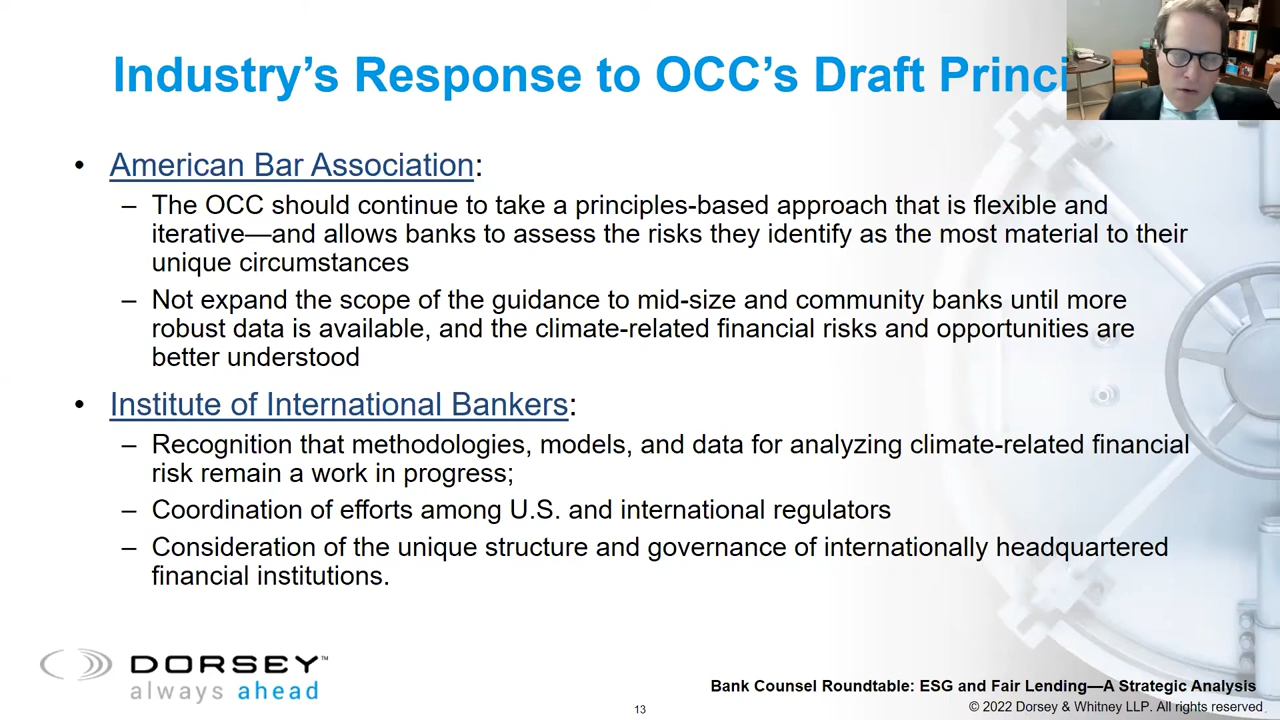 Industry's Response to OCC's Draft
• American Bar Association:
– The OCC should continue to take a principles-based approach that is flexible and
iterative—and allows banks to assess the risks they identify as the most material to their
unique circumstances
– Not expand the scope of the guidance to mid-size and community banks until more
robust data is available, and the climate-related financial risks and opportunities are
better understood
• Institute of International Bankers:
– Recognition that methodologies, models, and data for analyzing climate-related financial
risk remain a work in progress;
– Coordination of efforts among U.S. and international regulators
– Consideration of the unique structure and governance of internationally headquartered
financial institutions.
DORSEY™
always ahead
Bank Counsel Roundtable: ESG and Fair Lending—A Strategic Analysis
13
© 2022 Dorsey & Whitney LLP. All rights reserved